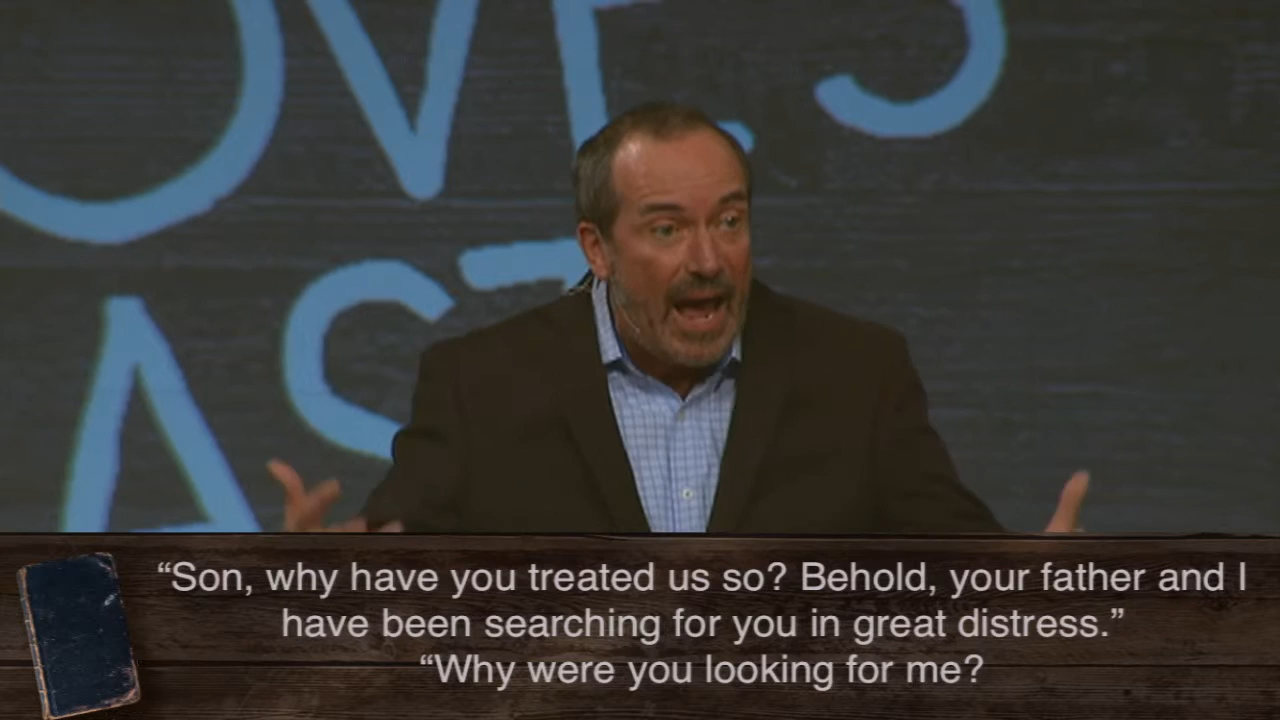 “Son, why have you treated us so? Behold, your father and I
have been searching for you in great distress.”
“Why were you looking for me?